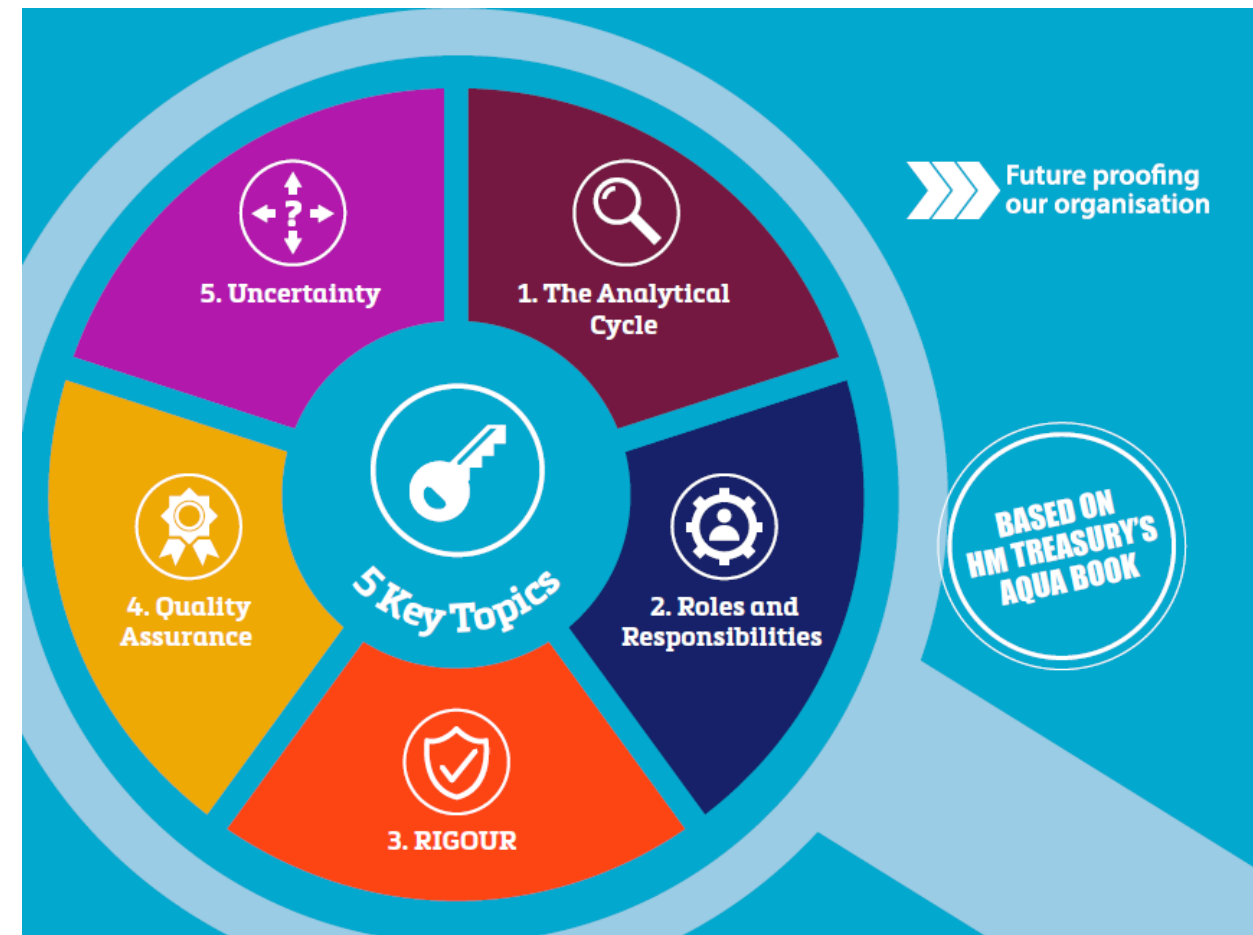 5. Uncertainty
1. The Analytical
Cycle
Future proofing
our organisation
5 Key Topics
4. Quality
Assurance
2. Roles and
Responsibilities
BASED ON
HM TREASURY'S
AQUA BOOK
3. RIGOUR
?